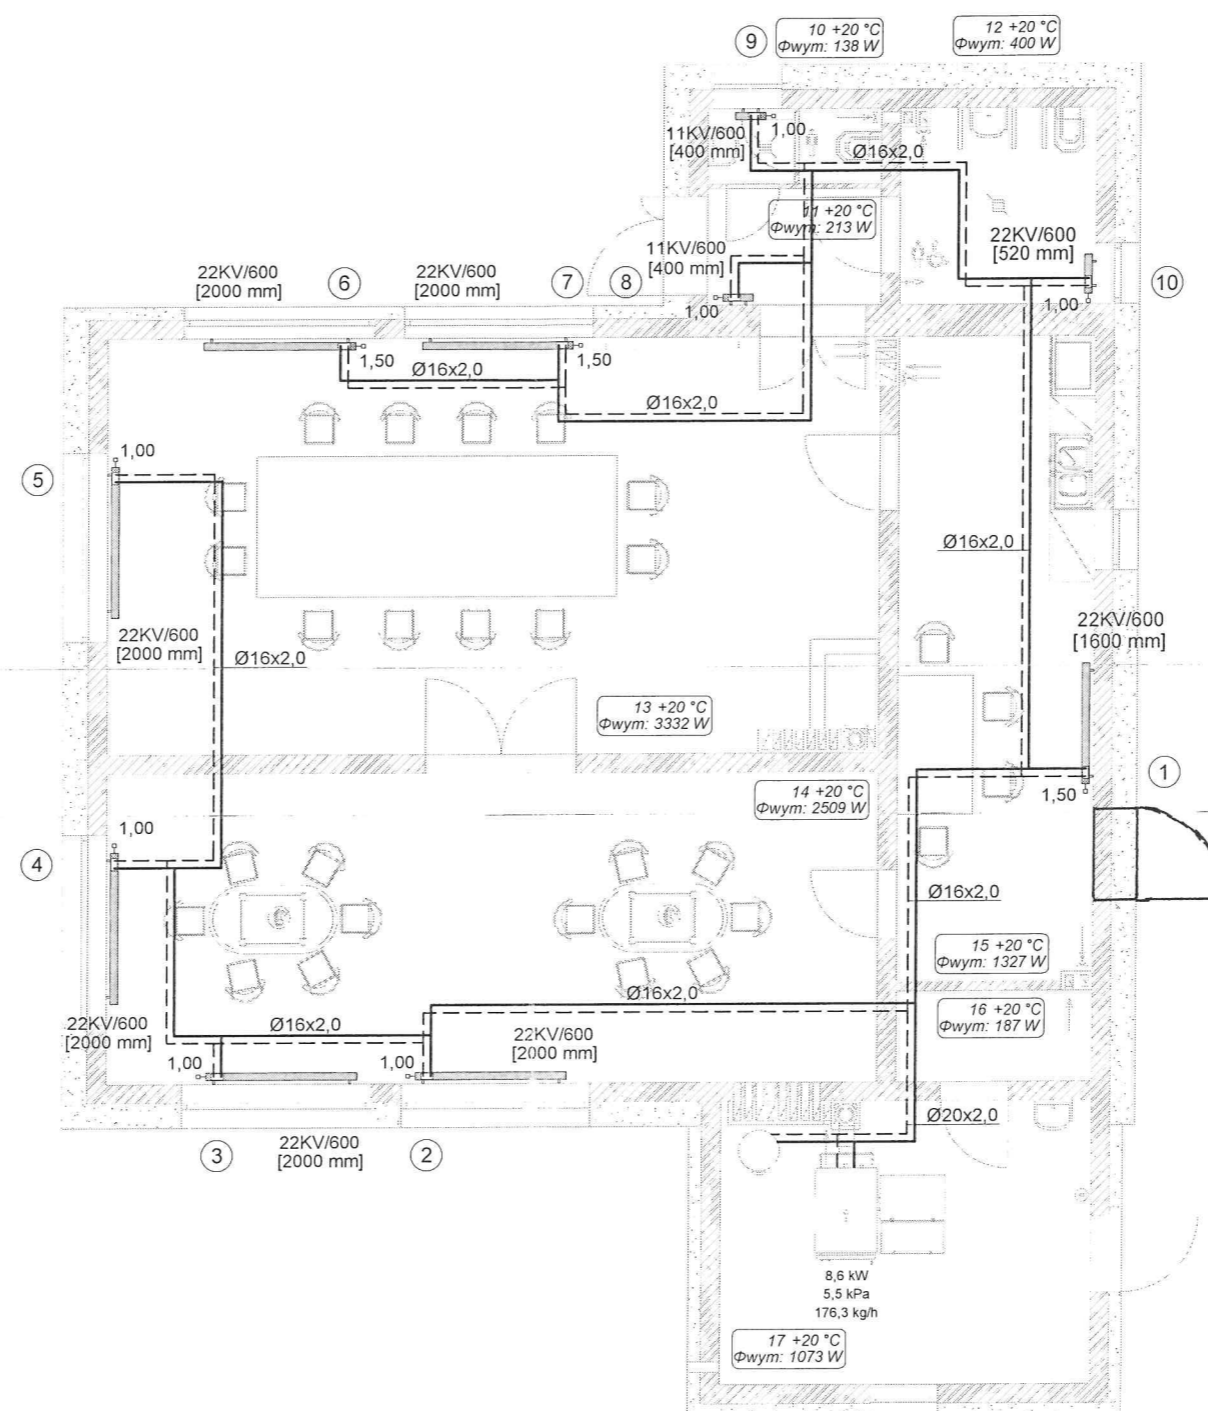 9
10 +20 °C
Φwym: 138 W
12 +20 °C
Φwym: 400 W
11KV/600
[400 mm]
1,00
Ø16x2,0
11 +20 °C
Φwym: 213 W
11KV/600
[400 mm]
1,00
22KV/600
[520 mm]
1,00
10
22KV/600
[2000 mm]
6
22KV/600
[2000 mm]
7
8
1,50
Ø16x2,0
1,50
Ø16x2,0
5
1,00
22KV/600
[2000 mm]
Ø16x2,0
Ø16x2,0
22KV/600
[1600 mm]
13 +20 °C
Φwym: 3332 W
14 +20 °C
Φwym: 2509 W
1
1,50
4
1,00
Ø16x2,0
15 +20 °C
Φwym: 1327 W
16 +20 °C
Φwym: 187 W
22KV/600
[2000 mm]
Ø16x2,0
Ø16x2,0
1,00
1,00
22KV/600
[2000 mm]
Ø20x2,0
3
22KV/600
[2000 mm]
2
8,6 kW
5,5 kPa
176,3 kg/h
17 +20 °C
Φwym: 1073 W